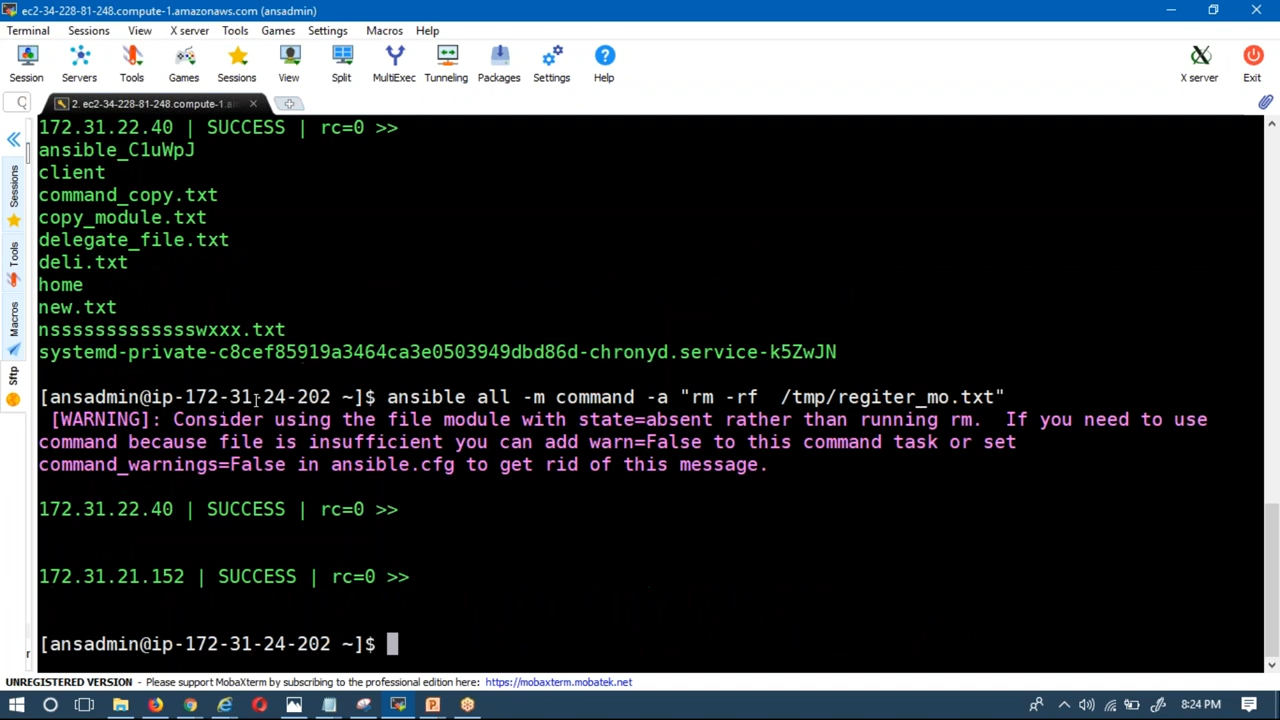 ec2-34-228-81-248.compute-1.amazonaws.com (ansadmin)
Terminal Sessions View X server Tools Games Settings Macros Help
Session Servers Tools Games Sessions View Split MultiExec Tunneling Packages Settings Help X server Exit
2. ec2-34-228-81-248.compute-1.am
172.31.22.40 | SUCCESS | rc=0 >>
ansible_C1uWpJ
client
command_copy.txt
copy_module.txt
delegate_file.txt
deli.txt
home
new.txt
nsssssssssssswxxx.txt
systemd-private-c8cef85919a3464ca3e0503949dbd86d-chronyd.service-k5ZwJN
[ansadmin@ip-172-31-24-202 ~]$ ansible all -m command -a "rm -rf  /tmp/regiter_mo.txt"
[WARNING]: Consider using the file module with state=absent rather than running rm.  If you need to use
command because file is insufficient you can add warn=False to this command task or set
command_warnings=False in ansible.cfg to get rid of this message.
172.31.22.40 | SUCCESS | rc=0 >>
172.31.21.152 | SUCCESS | rc=0 >>
[ansadmin@ip-172-31-24-202 ~]$
Sessions
Tools
Macros
Sftp
UNREGISTERED VERSION - Please support MobaXterm by subscribing to the professional edition here: https://mobaxterm.mobatek.net
8:24 PM